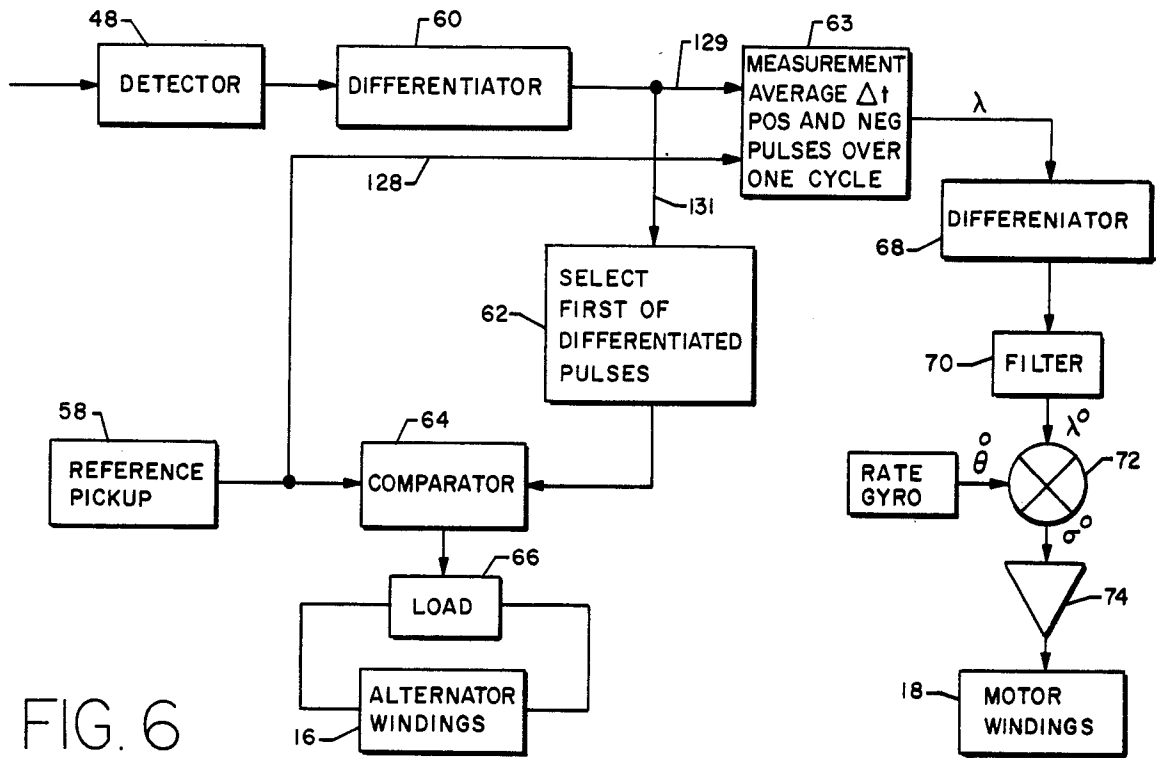 48
DETECTOR
60
DIFFERENTIATOR
129
63
MEASUREMENT
AVERAGE Δt
POS AND NEG
PULSES OVER
ONE CYCLE
λ
128
131
DIFFERENIATOR
68
SELECT
FIRST OF
DIFFERENTIATED
PULSES
62
70
FILTER
λ°
58
REFERENCE
PICKUP
64
COMPARATOR
RATE
GYRO
θ°
72
σ°
66
LOAD
74
ALTERNATOR
WINDINGS
16
18
MOTOR
WINDINGS
FIG. 6